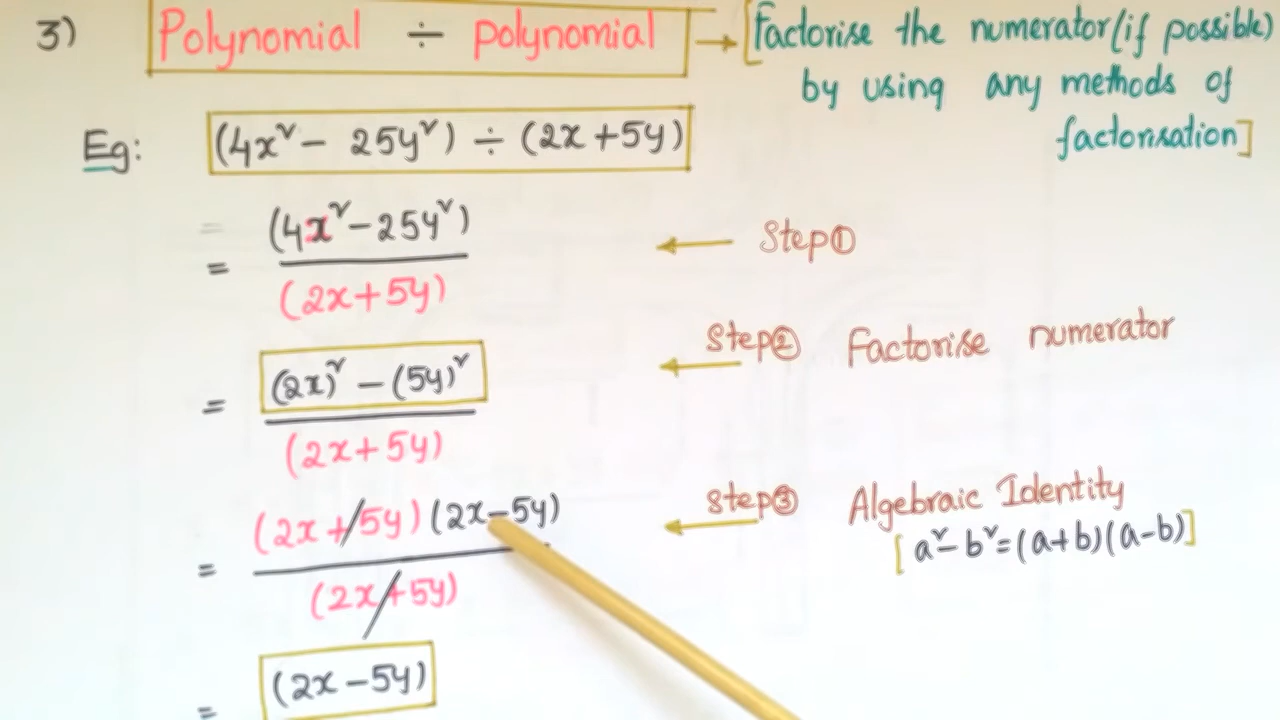 3) Polynomial ÷ polynomial → [Factorise the numerator (if possible)
by using any methods of
factorisation]
Eg: (4x² - 25y²) ÷ (2x + 5y)
= (4x² - 25y²) / (2x + 5y) ← Step①
= (2x)² - (5y)² / (2x + 5y) ← Step② Factorise numerator
= (2x + 5y) (2x - 5y) / (2x + 5y) ← Step③ Algebraic Identity
[a² - b² = (a+b)(a-b)]
= (2x - 5y)